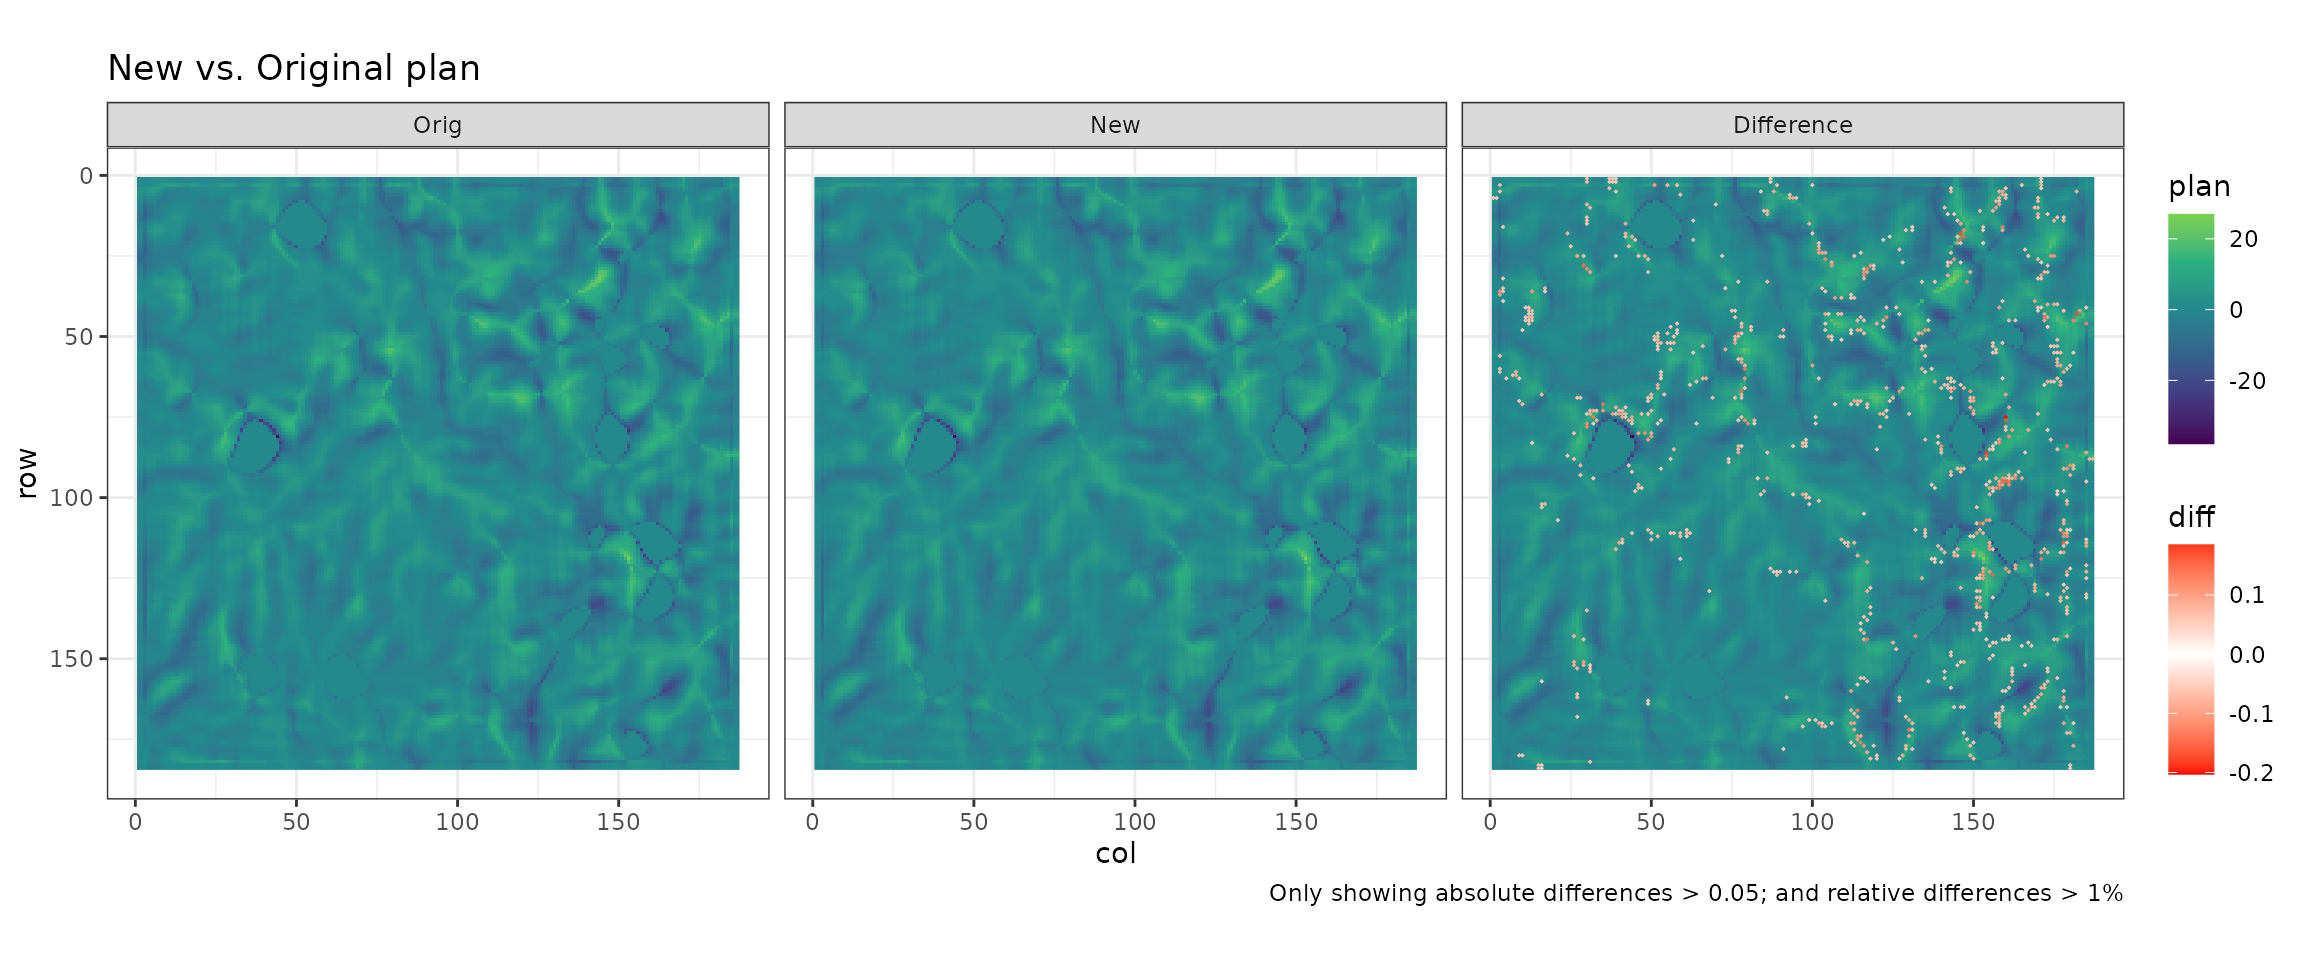 New vs. Original plan
Orig
New
Difference
row
0
50
100
150
0
50
100
150
0
50
100
150
0
50
100
150
col
plan
20
0
-20
diff
0.1
0.0
-0.1
-0.2
Only showing absolute differences > 0.05; and relative differences > 1%